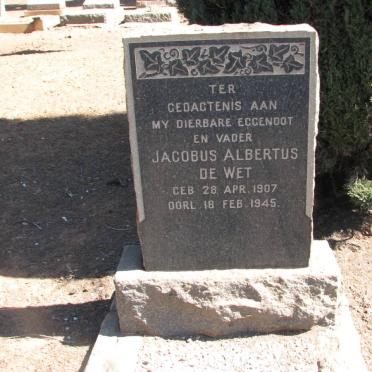 TER
GEDAGTENIS AAN
MY DIERBARE EGGENOOT
EN VADER
JACOBUS ALBERTUS
DE WET
GEB 28 APR. 1907
OORL 18 FEB. 1945.